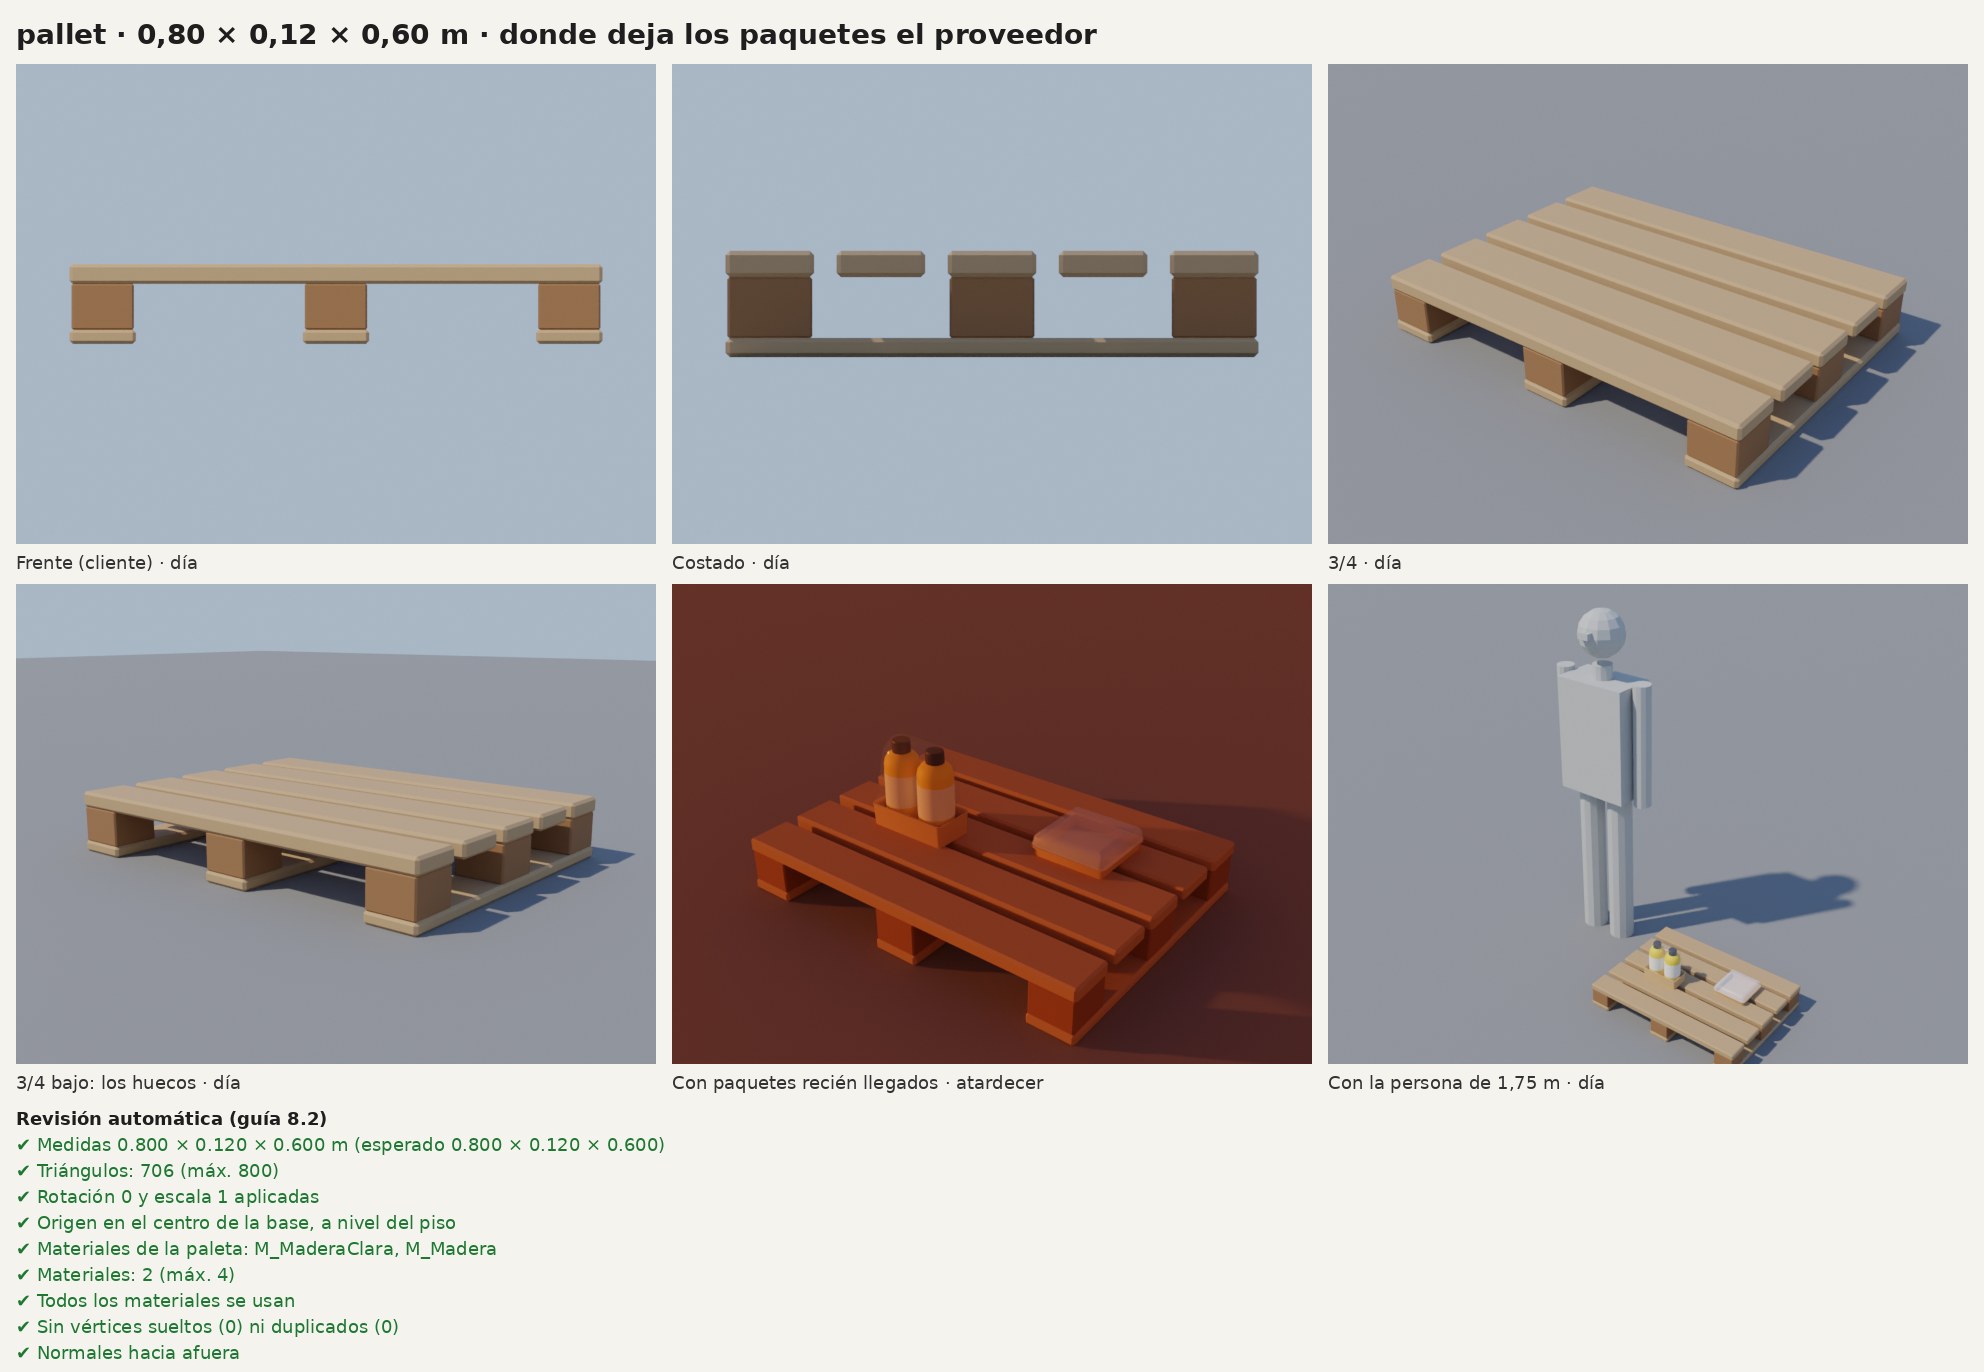 pallet · 0,80 × 0,12 × 0,60 m · donde deja los paquetes el proveedor
Frente (cliente) · día
Costado · día
3/4 · día
3/4 bajo: los huecos · día
Con paquetes recién llegados · atardecer
Con la persona de 1,75 m · día
Revisión automática (guía 8.2)
✔ Medidas 0.800 × 0.120 × 0.600 m (esperado 0.800 × 0.120 × 0.600)
✔ Triángulos: 706 (máx. 800)
✔ Rotación 0 y escala 1 aplicadas
✔ Origen en el centro de la base, a nivel del piso
✔ Materiales de la paleta: M_MaderaClara, M_Madera
✔ Materiales: 2 (máx. 4)
✔ Todos los materiales se usan
✔ Sin vértices sueltos (0) ni duplicados (0)
✔ Normales hacia afuera